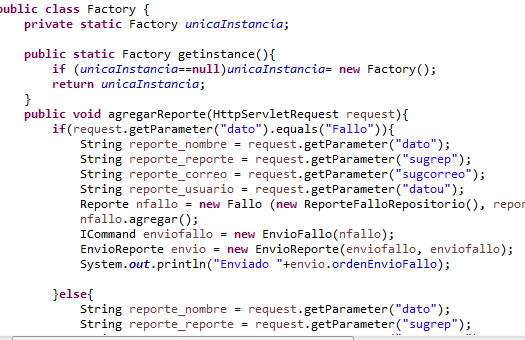 public class Factory {
private static Factory unicaInstancia;
public static Factory getinstance(){
if (unicaInstancia==null)unicaInstancia= new Factory();
return unicaInstancia;
}
public void agregarReporte(HttpServletRequest request){
if(request.getParameter("dato").equals("Fallo")){
String reporte_nombre = request.getParameter("dato");
String reporte_reporte = request.getParameter("sugrep");
String reporte_correo = request.getParameter("sugcorreo");
String reporte_usuario = request.getParameter("datou");
Reporte nfallo = new Fallo (new ReporteFalloRepositorio(), repor
nfallo.agregar();
ICommand enviofallo = new EnvioFallo(nfallo);
EnvioReporte envio = new EnvioReporte(enviofallo, enviofallo);
System.out.println("Enviado "+envio.ordenEnvioFallo);
}else{
String reporte_nombre = request.getParameter("dato");
String reporte_reporte = request.getParameter("sugrep");